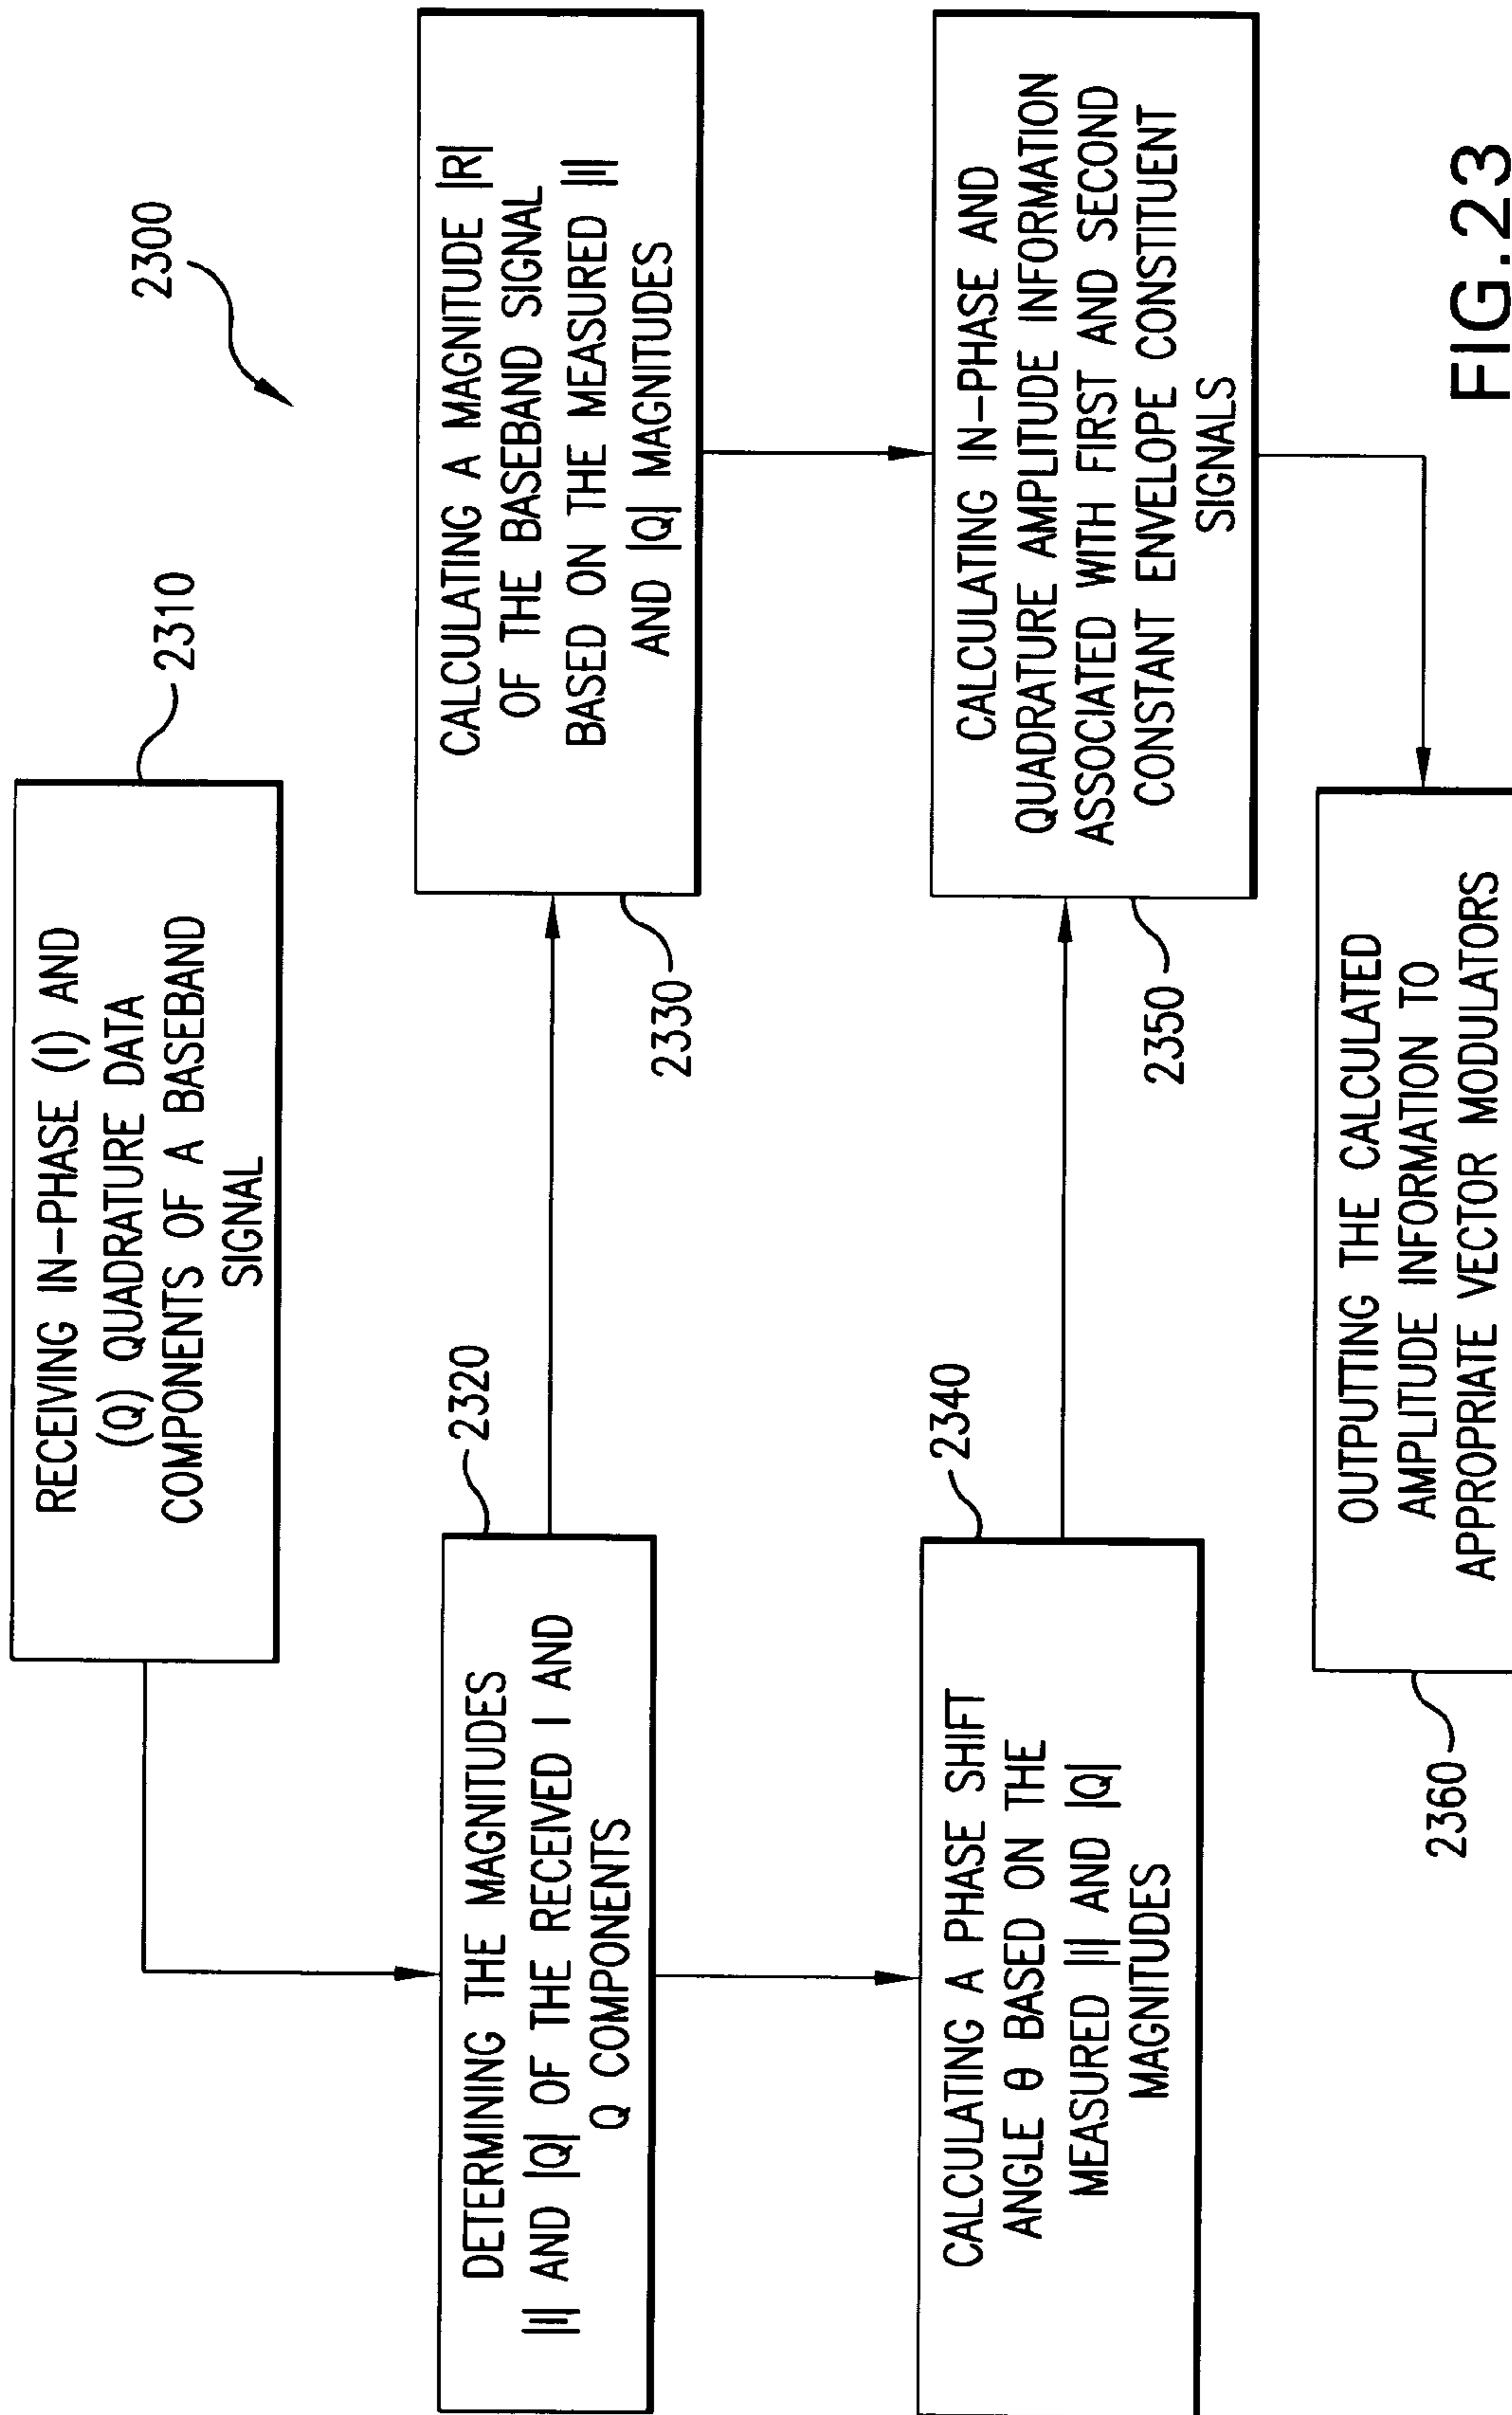 2300
2310
RECEIVING IN-PHASE (I) AND
(Q) QUADRATURE DATA
COMPONENTS OF A BASEBAND
SIGNAL
2320
DETERMINING THE MAGNITUDES
|I| AND |Q| OF THE RECEIVED I AND
Q COMPONENTS
2330
CALCULATING A MAGNITUDE |R|
OF THE BASEBAND SIGNAL
BASED ON THE MEASURED |I|
AND |Q| MAGNITUDES
2340
CALCULATING A PHASE SHIFT
ANGLE θ BASED ON THE
MEASURED |I| AND |Q|
MAGNITUDES
2350
CALCULATING IN-PHASE AND
QUADRATURE AMPLITUDE INFORMATION
ASSOCIATED WITH FIRST AND SECOND
CONSTANT ENVELOPE CONSTITUENT
SIGNALS
2360
OUTPUTTING THE CALCULATED
AMPLITUDE INFORMATION TO
APPROPRIATE VECTOR MODULATORS
FIG.23